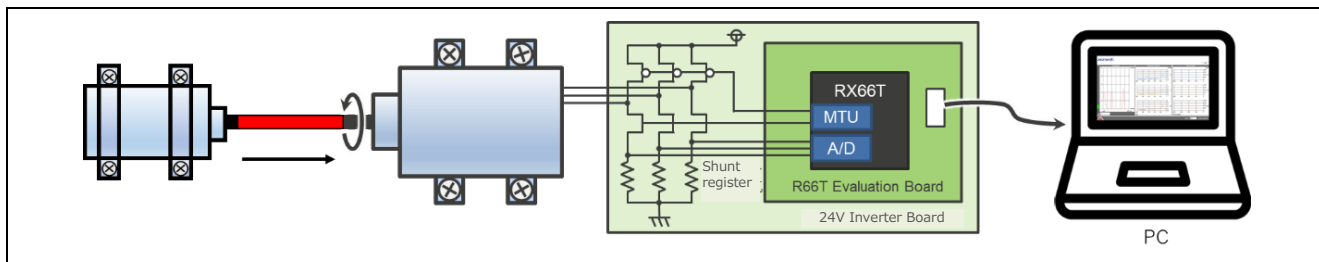 RX66T
MTU
A/D
Shunt
register
R66T Evaluation Board
24V Inverter Board
PC